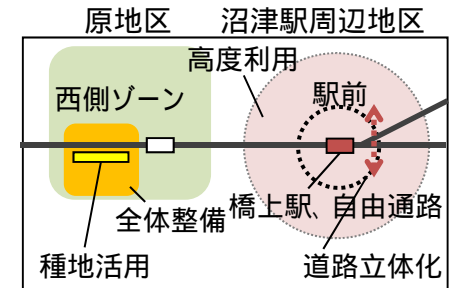 原地区
沼津駅周辺地区
高度利用
西側ゾーン
駅前
全体整備
橋上駅、自由通路
種地活用
道路立体化